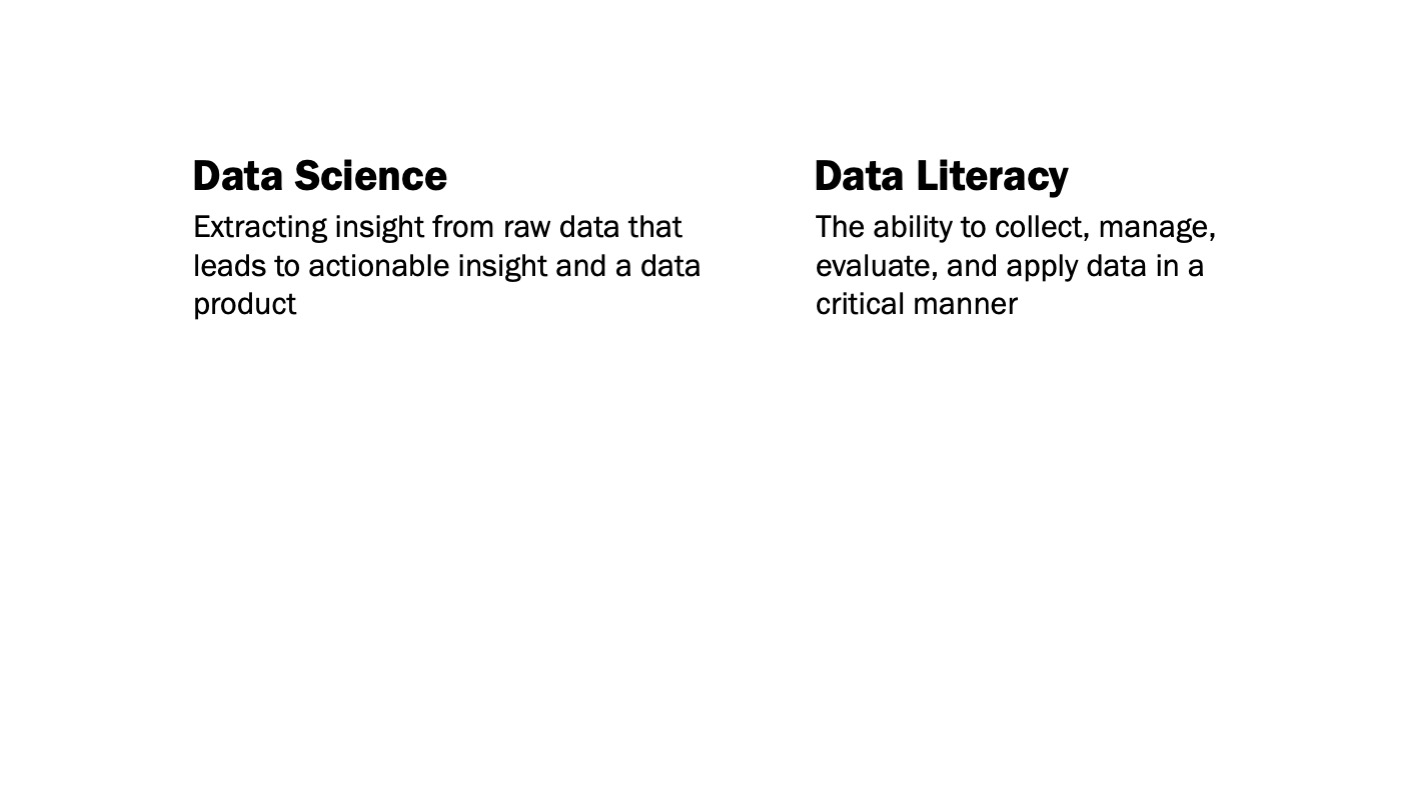 Data Science
Extracting insight from raw data that
leads to actionable insight and a data
product
Data Literacy
The ability to collect, manage,
evaluate, and apply data in a
critical manner